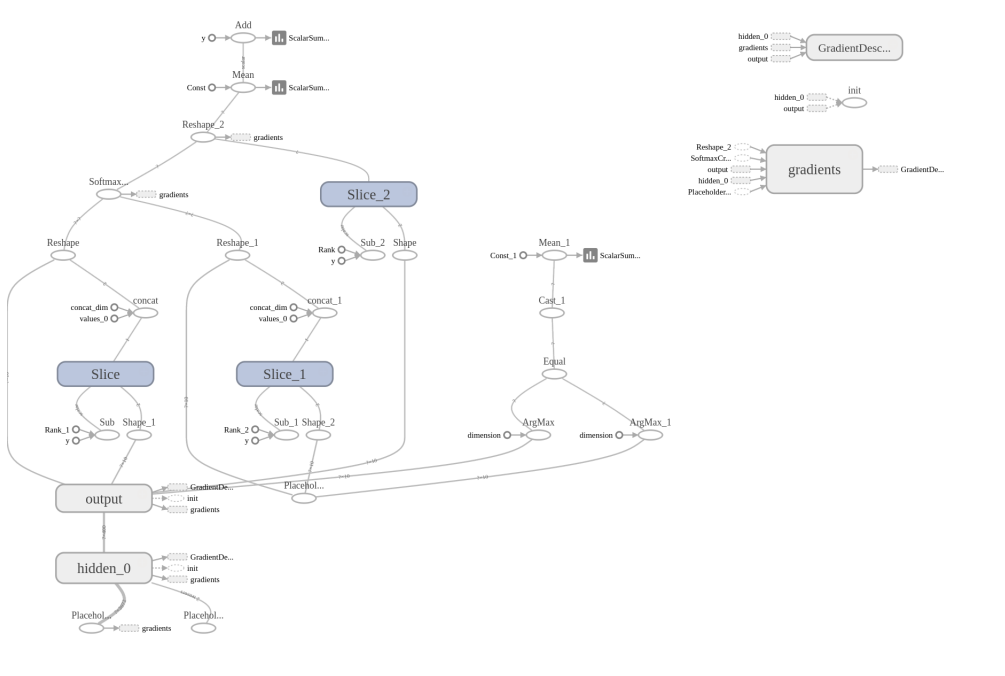 Add
y
ScalarSum...
Mean
Const
ScalarSum...
Reshape_2
gradients
Softmax...
gradients
Slice_2
Reshape
Reshape_1
Rank
y
Sub_2
Shape
concat_dim
values_0
concat
concat_dim
values_0
concat_1
Slice
Slice_1
Rank_1
y
Sub
Shape_1
Rank_2
y
Sub_1
Shape_2
Mean_1
Const_1
ScalarSum...
Cast_1
Equal
dimension
ArgMax
dimension
ArgMax_1
output
GradientDe...
init
gradients
Placehol...
hidden_0
GradientDe...
init
gradients
Placehol...
gradients
Placehol...
hidden_0
gradients
output
GradientDesc...
init
hidden_0
output
Reshape_2
SoftmaxCr...
output
hidden_0
Placeholder...
gradients
GradientDe...